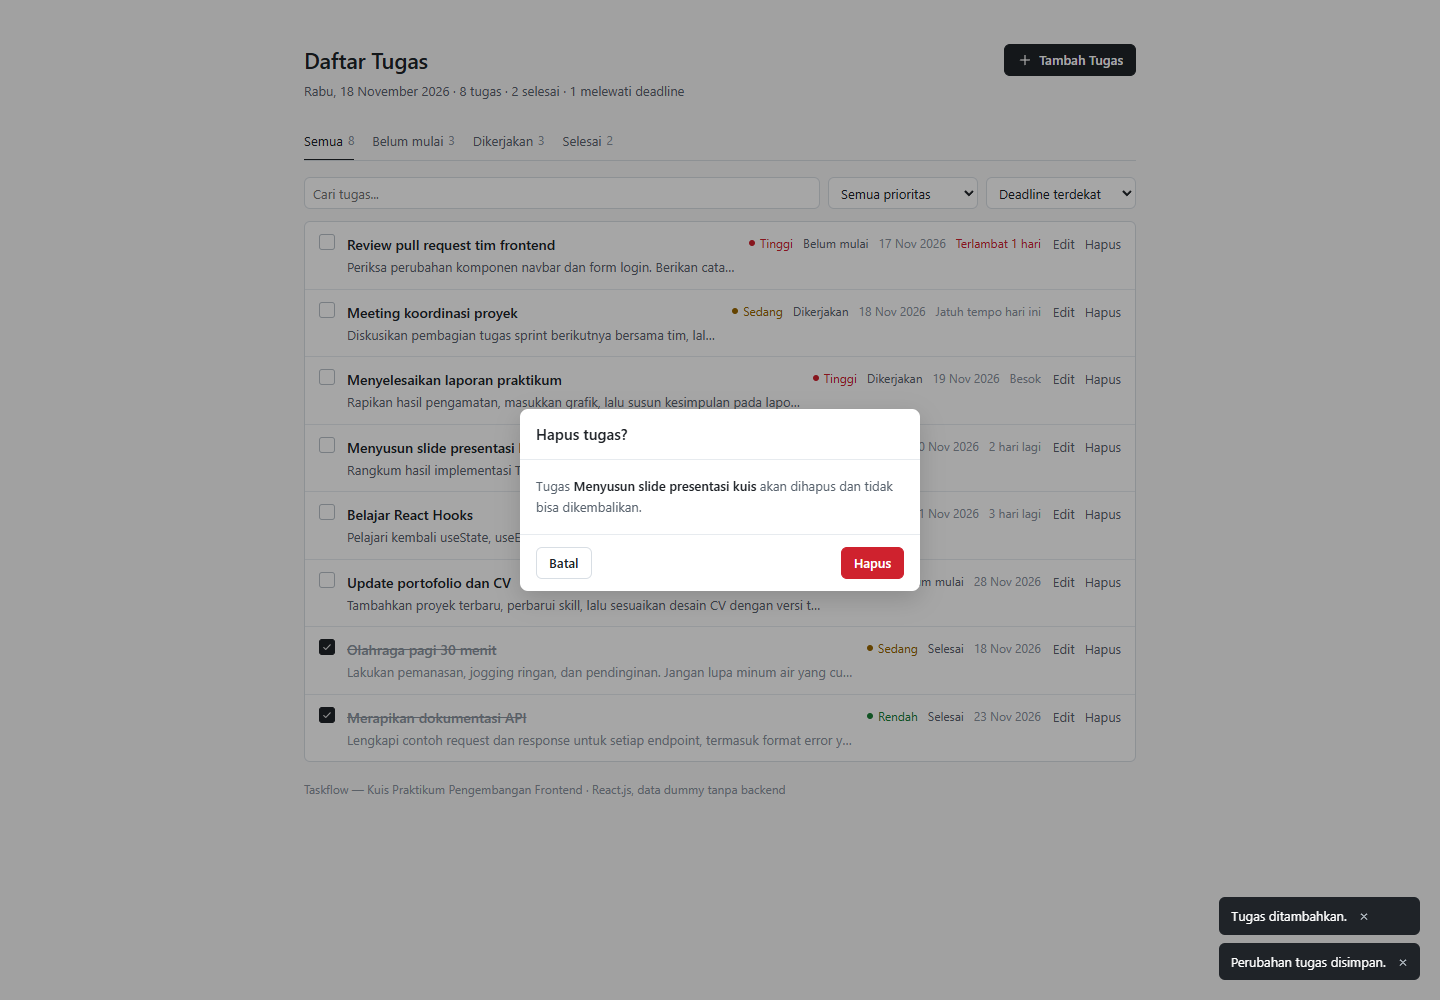 Daftar Tugas
+ Tambah Tugas
Rabu, 18 November 2026 · 8 tugas · 2 selesai · 1 melewati deadline
Semua 8 Belum mulai 3 Dikerjakan 3 Selesai 2
Cari tugas... Semua prioritas Deadline terdekat
Review pull request tim frontend Tinggi Belum mulai 17 Nov 2026 Terlambat 1 hari Edit Hapus
Periksa perubahan komponen navbar dan form login. Berikan cata...
Meeting koordinasi proyek Sedang Dikerjakan 18 Nov 2026 Jatuh tempo hari ini Edit Hapus
Diskusikan pembagian tugas sprint berikutnya bersama tim, lal...
Menyelesaikan laporan praktikum Tinggi Dikerjakan 19 Nov 2026 Besok Edit Hapus
Rapikan hasil pengamatan, masukkan grafik, lalu susun kesimpulan pada lapo...
Menyusun slide presentasi Nov 2026 2 hari lagi Edit Hapus
Rangkum hasil implementasi
Belajar React Hooks Nov 2026 3 hari lagi Edit Hapus
Pelajari kembali useState,
Update portofolio dan CV mulai 28 Nov 2026 Edit Hapus
Tambahkan proyek terbaru, perbarui skill, lalu sesuaikan desain CV dengan versi t...
Olahraga pagi 30 menit Sedang Selesai 18 Nov 2026 Edit Hapus
Lakukan pemanasan, jogging ringan, dan pendinginan. Jangan lupa minum air yang cu...
Merapikan dokumentasi API Rendah Selesai 23 Nov 2026 Edit Hapus
Lengkapi contoh request dan response untuk setiap endpoint, termasuk format error y...
Taskflow — Kuis Praktikum Pengembangan Frontend · React.js, data dummy tanpa backend
Hapus tugas?
Tugas Menyusun slide presentasi kuis akan dihapus dan tidak
bisa dikembalikan.
Batal Hapus
Tugas ditambahkan. ×
Perubahan tugas disimpan. ×